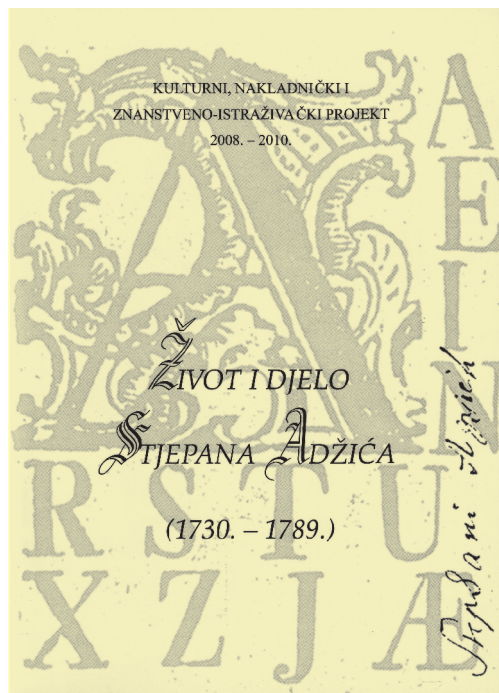 KULTURNI, NAKLADNIČKI I
ZNANSTVENO-ISTRAŽIVAČKI PROJEKT
2008. – 2010.
ŽIVOT I DJELO
STJEPANA ADŽIĆA
(1730. – 1789.)
A
A
E
I
N
R S T U
X Z J Æ